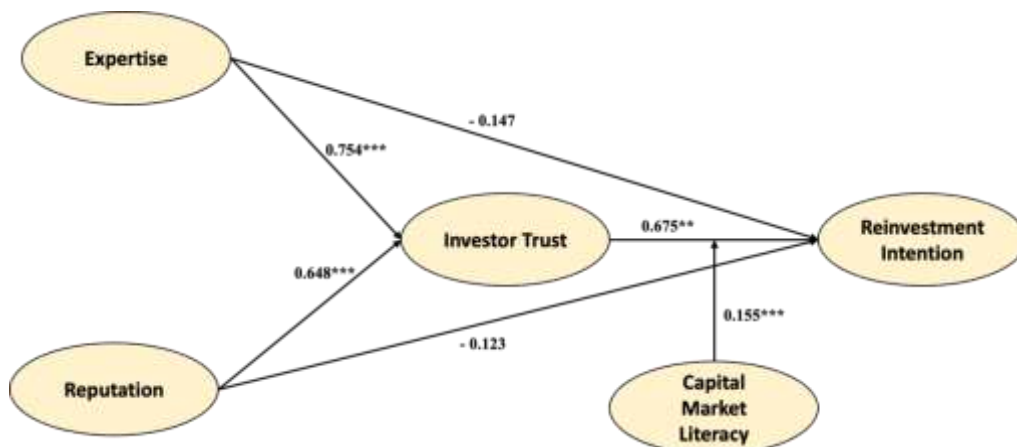 Expertise
- 0.147
0.754***
Investor Trust
0.675**
Reinvestment
Intention
0.648***
0.155***
- 0.123
Reputation
Capital
Market
Literacy